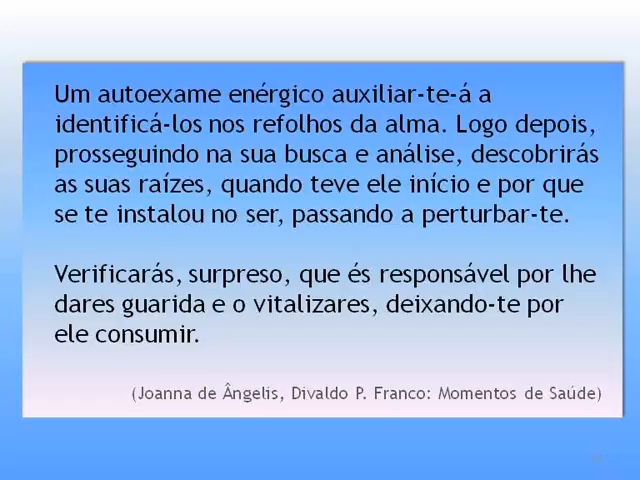 Um autoexame enérgico auxiliar-te-á a
identificá-los nos refolhos da alma. Logo depois,
prosseguindo na sua busca e análise, descobrirás
as suas raízes, quando teve ele início e por que
se te instalou no ser, passando a perturbar-te.
Verificarás, surpreso, que és responsável por lhe
dares guarida e o vitalizares, deixando-te por
ele consumir.
(Joanna de Ângelis, Divaldo P. Franco: Momentos de Saúde)